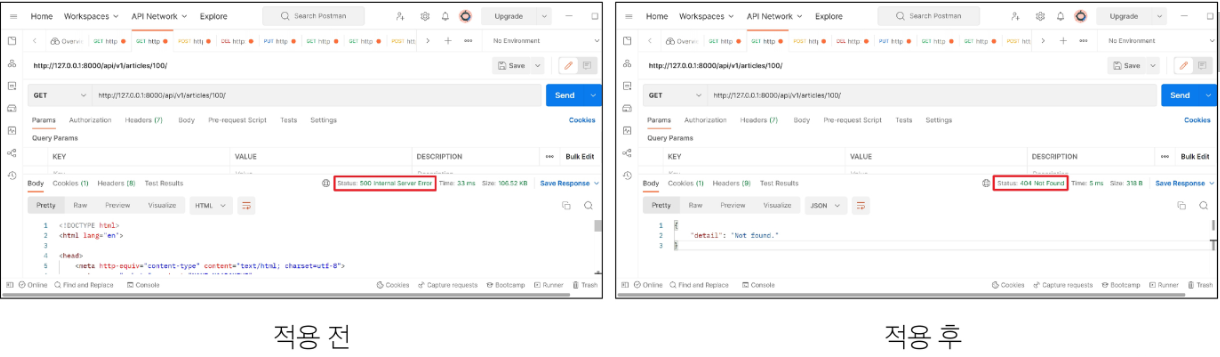 Home Workspaces API Network Explore Search Postman Upgrade
GET http GET http POST http DEL http PUT http GET http GET http POST No Environment
http://127.0.0.1:8000/api/v1/articles/100/ Save
GET http://127.0.0.1:8000/api/v1/articles/100/ Send
Params Authorization Headers (7) Body Pre-request Script Tests Settings Cookies
Query Params
KEY VALUE DESCRIPTION Bulk Edit
Body Cookies (1) Headers (8) Test Results Status: 500 Internal Server Error Time: 33 ms Size: 106.52 KB Save Response
Pretty Raw Preview Visualize HTML
1 <!DOCTYPE html>
2 <html lang="en">
3
4 <head>
5 <meta http-equiv="content-type" content="text/html; charset=utf-8">
Online Find and Replace Console Cookies Capture requests Bootcamp Runner Trash
적용 전
Home Workspaces API Network Explore Search Postman Upgrade
GET http GET http POST http DEL http PUT http GET http GET http POST No Environment
http://127.0.0.1:8000/api/v1/articles/100/ Save
GET http://127.0.0.1:8000/api/v1/articles/100/ Send
Params Authorization Headers (7) Body Pre-request Script Tests Settings Cookies
Query Params
KEY VALUE DESCRIPTION Bulk Edit
Body Cookies (1) Headers (9) Test Results Status: 404 Not Found Time: 5 ms Size: 318 B Save Response
Pretty Raw Preview Visualize JSON
1 {
2 "detail": "Not found."
3 }
Online Find and Replace Console Cookies Capture requests Bootcamp Runner Trash
적용 후